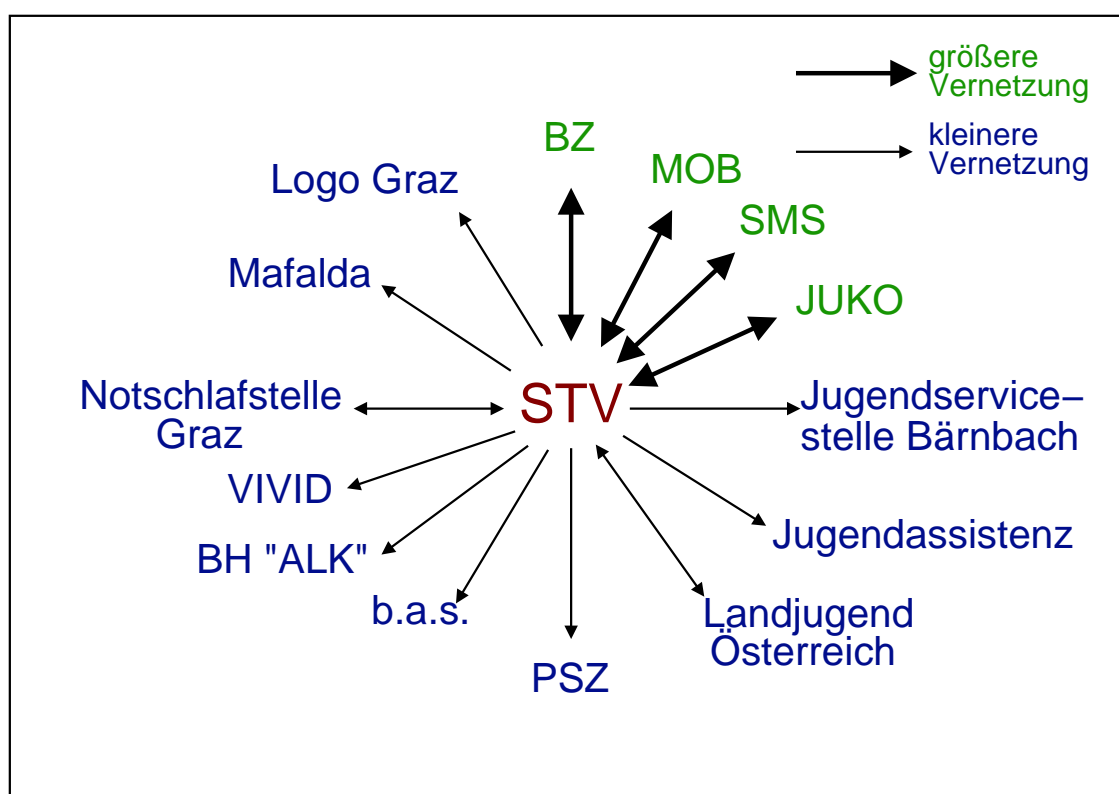 größere
Vernetzung
kleinere
Vernetzung
BZ
MOB
SMS
JUKO
Logo Graz
Mafalda
Notschlafstelle
Graz
STV
Jugendservice–
stelle Bärnbach
VIVID
BH "ALK"
b.a.s.
PSZ
Landjugend
Österreich
Jugendassistenz